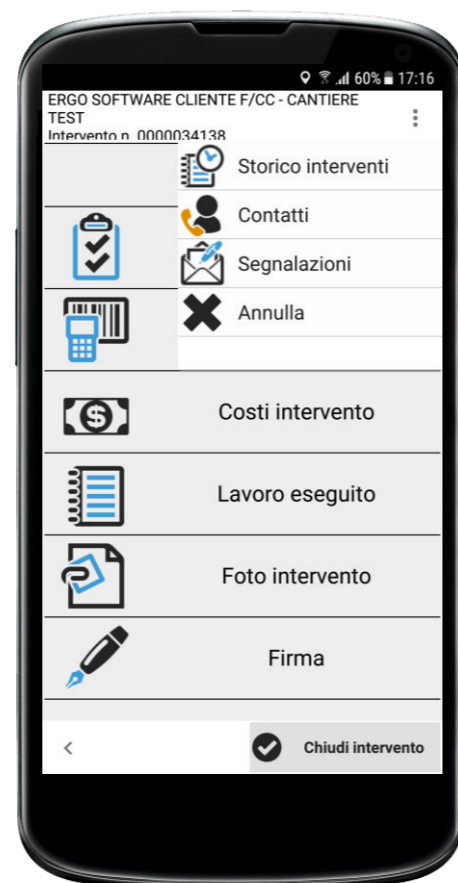 60% 17:16
ERGO SOFTWARE CLIENTE F/CC - CANTIERE
TEST
Intervento n. 0000034138
Storico interventi
Contatti
Segnalazioni
Annulla
Costi intervento
Lavoro eseguito
Foto intervento
Firma
Chiudi intervento